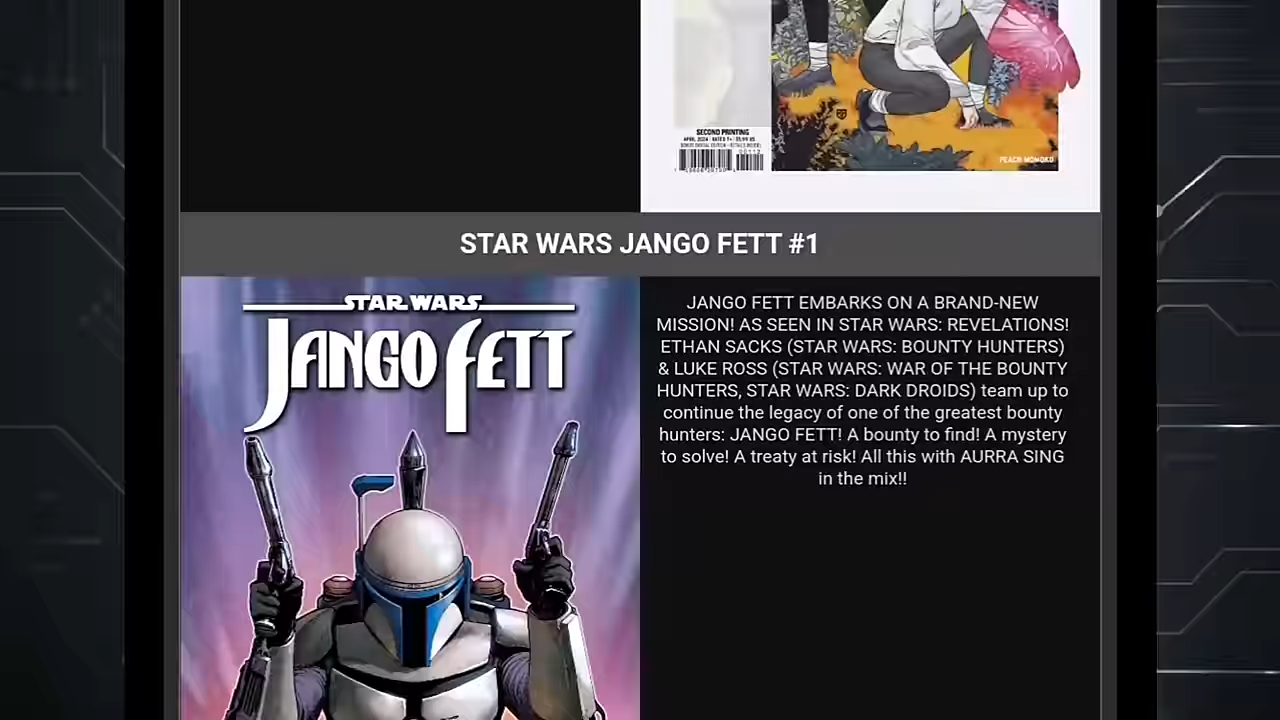 SECOND PRINTING
PEACH MOMOKO
STAR WARS JANGO FETT #1
STAR WARS
JANGO FETT
JANGO FETT EMBARKS ON A BRAND-NEW
MISSION! AS SEEN IN STAR WARS: REVELATIONS!
ETHAN SACKS (STAR WARS: BOUNTY HUNTERS)
& LUKE ROSS (STAR WARS: WAR OF THE BOUNTY
HUNTERS, STAR WARS: DARK DROIDS) team up to
continue the legacy of one of the greatest bounty
hunters: JANGO FETT! A bounty to find! A mystery
to solve! A treaty at risk! All this with AURRA SING
in the mix!!